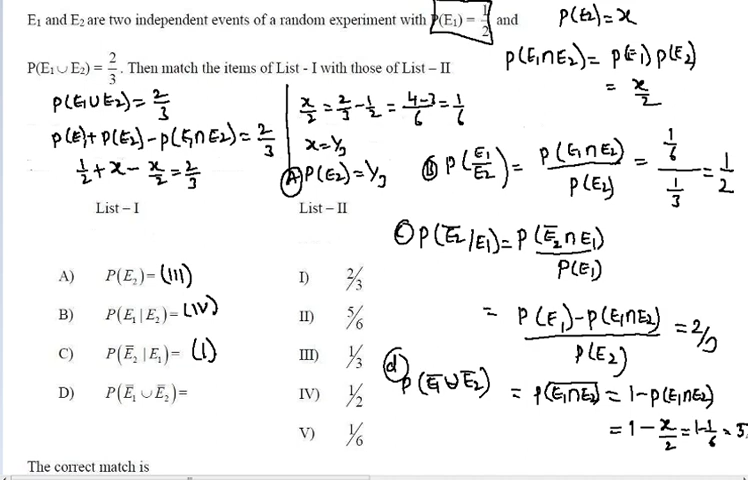 E₁ and E₂ are two independent events of a random experiment with P(E₁) = 1/2 and
P(E₁∪E₂) = 2/3. Then match the items of List - I with those of List – II
P(E₂) = x
P(E₁∩E₂) = P(E₁) P(E₂)
= x/2
P(E₁∪E₂) = 2/3
P(E₁) + P(E₂) - P(E₁∩E₂) = 2/3
1/2 + x - x/2 = 2/3
x/2 = 2/3 - 1/2 = (4-3)/6 = 1/6
x = 1/3
(A) P(E₂) = 1/3
(B) P(E₁/E₂) = P(E₁∩E₂)/P(E₂) = (1/6)/(1/3) = 1/2
(C) P(E̅₂/E₁) = P(E̅₂∩E₁)/P(E₁)
= (P(E₁) - P(E₁∩E₂))/P(E₂) = 2/3
(d) P(E̅₁∪E̅₂) = P(E₁∩E₂)‾ = 1 - P(E₁∩E₂)
= 1 - x/2 = 1 - 1/6 = 5
List – I List – II
A) P(E₂) = (III) I) 2/3
B) P(E₁ | E₂) = (IV) II) 5/6
C) P(E̅₂ | E₁) = (I) III) 1/3
D) P(E̅₁ ∪ E̅₂) = IV) 1/2
V) 1/6
The correct match is